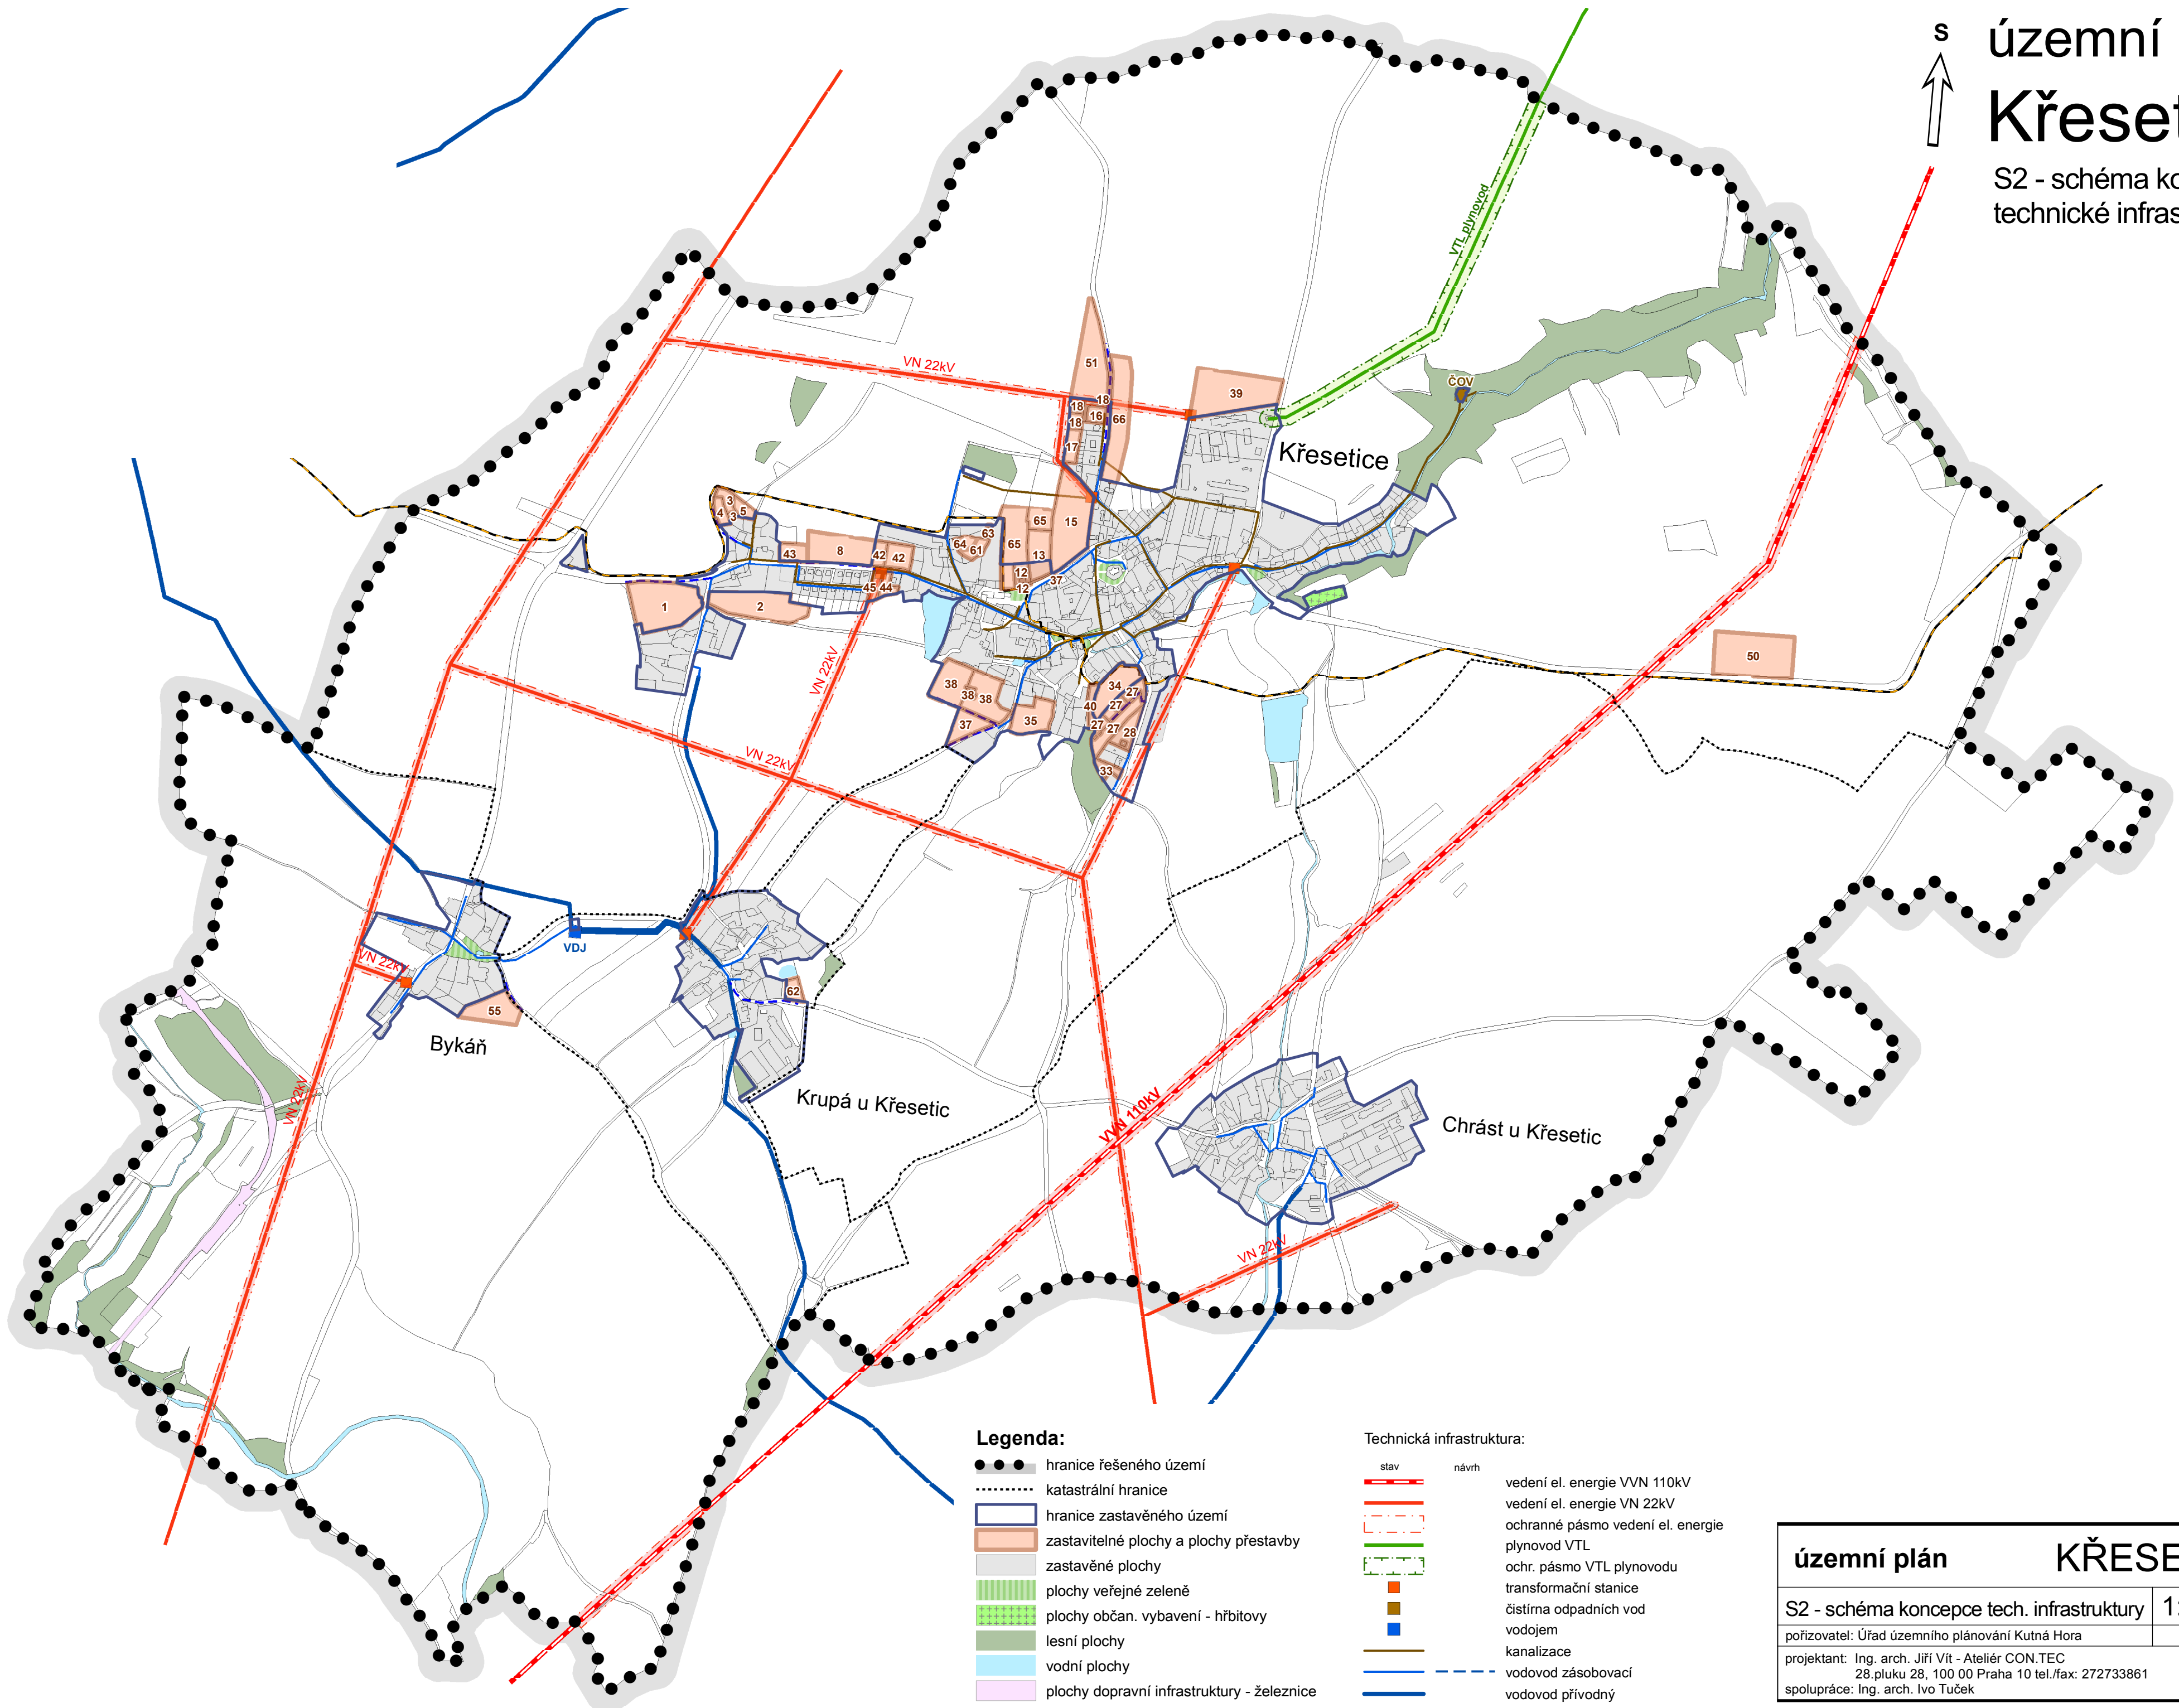 S
územní
Křeset
S2 - schéma ko
technické infras
VTL plynovod
VN 22kV
51
39
ČOV
18
18
16
18
66
17
Křesetice
3
4
3
5
65
15
63
64
61
65
13
43
8
42
42
12
12
37
45
44
1
2
VN 22kV
50
38
38
38
37
35
34
27
27
40
27
27
28
33
VN 22kV
VDJ
VN 22kV
62
55
Bykáň
VN 22kV
Krupá u Křesetic
VVN 110kV
Chrást u Křesetic
VN 22kV
Legenda:
hranice řešeného území
katastrální hranice
hranice zastavěného území
zastavitelné plochy a plochy přestavby
zastavěné plochy
plochy veřejné zeleně
plochy občan. vybavení - hřbitovy
lesní plochy
vodní plochy
plochy dopravní infrastruktury - železnice
Technická infrastruktura:
stav návrh
vedení el. energie VVN 110kV
vedení el. energie VN 22kV
ochranné pásmo vedení el. energie
plynovod VTL
ochr. pásmo VTL plynovodu
transformační stanice
čistírna odpadních vod
vodojem
kanalizace
vodovod zásobovací
vodovod přívodný
územní plán KŘESE
S2 - schéma koncepce tech. infrastruktury
pořizovatel: Úřad územního plánování Kutná Hora
projektant: Ing. arch. Jiří Vít - Ateliér CON.TEC
28.pluku 28, 100 00 Praha 10 tel./fax: 272733861
spolupráce: Ing. arch. Ivo Tuček